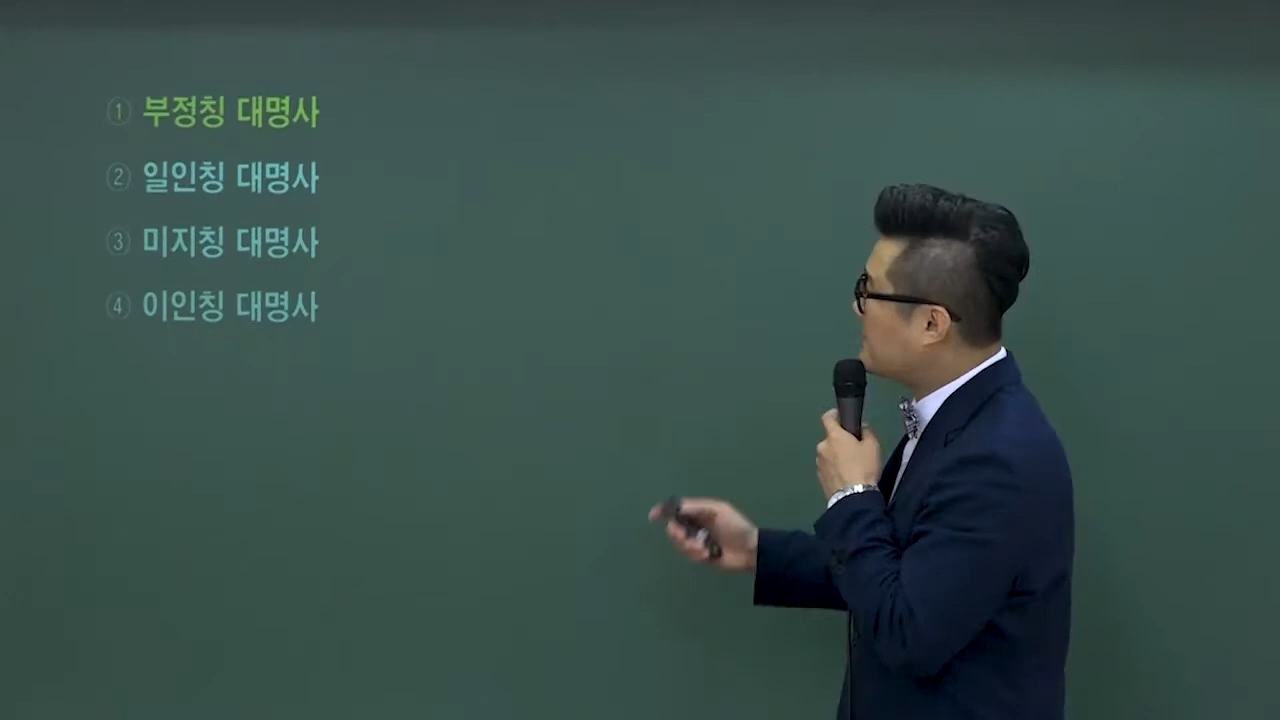 ① 부정칭 대명사
② 일인칭 대명사
③ 미지칭 대명사
④ 이인칭 대명사